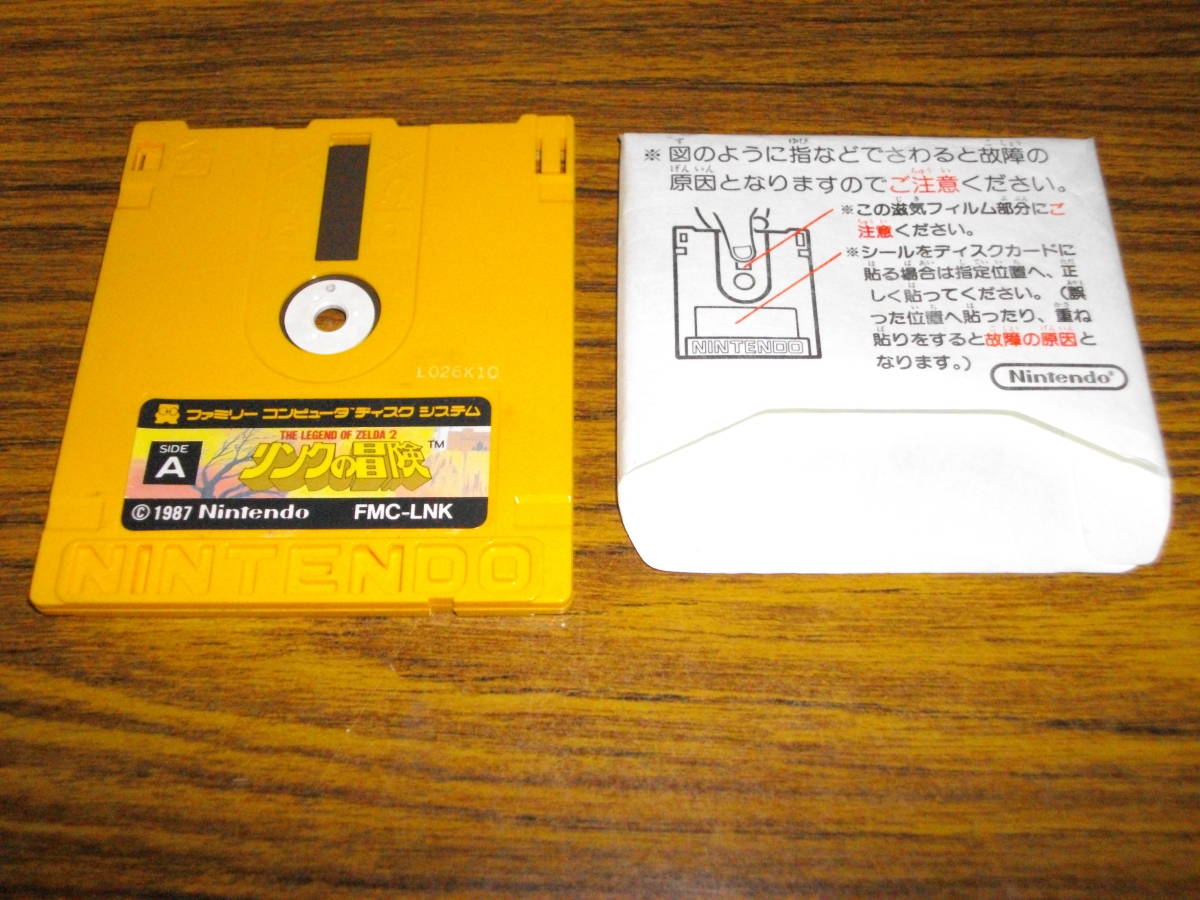 L026X10
ファミリー コンピュータ ディスク システム
SIDE
A
THE LEGEND OF ZELDA 2
リンクの冒険™
© 1987 Nintendo FMC-LNK
NINTENDO
※図のように指などでさわると故障の
原因となりますのでご注意ください。
※この滋気フィルム部分にご
注意ください。
※シールをディスクカードに
貼る場合は指定位置へ、正
しく貼ってください。(誤
った位置へ貼ったり、重ね
貼りをすると故障の原因と
なります。)
NINTENDO
Nintendo®